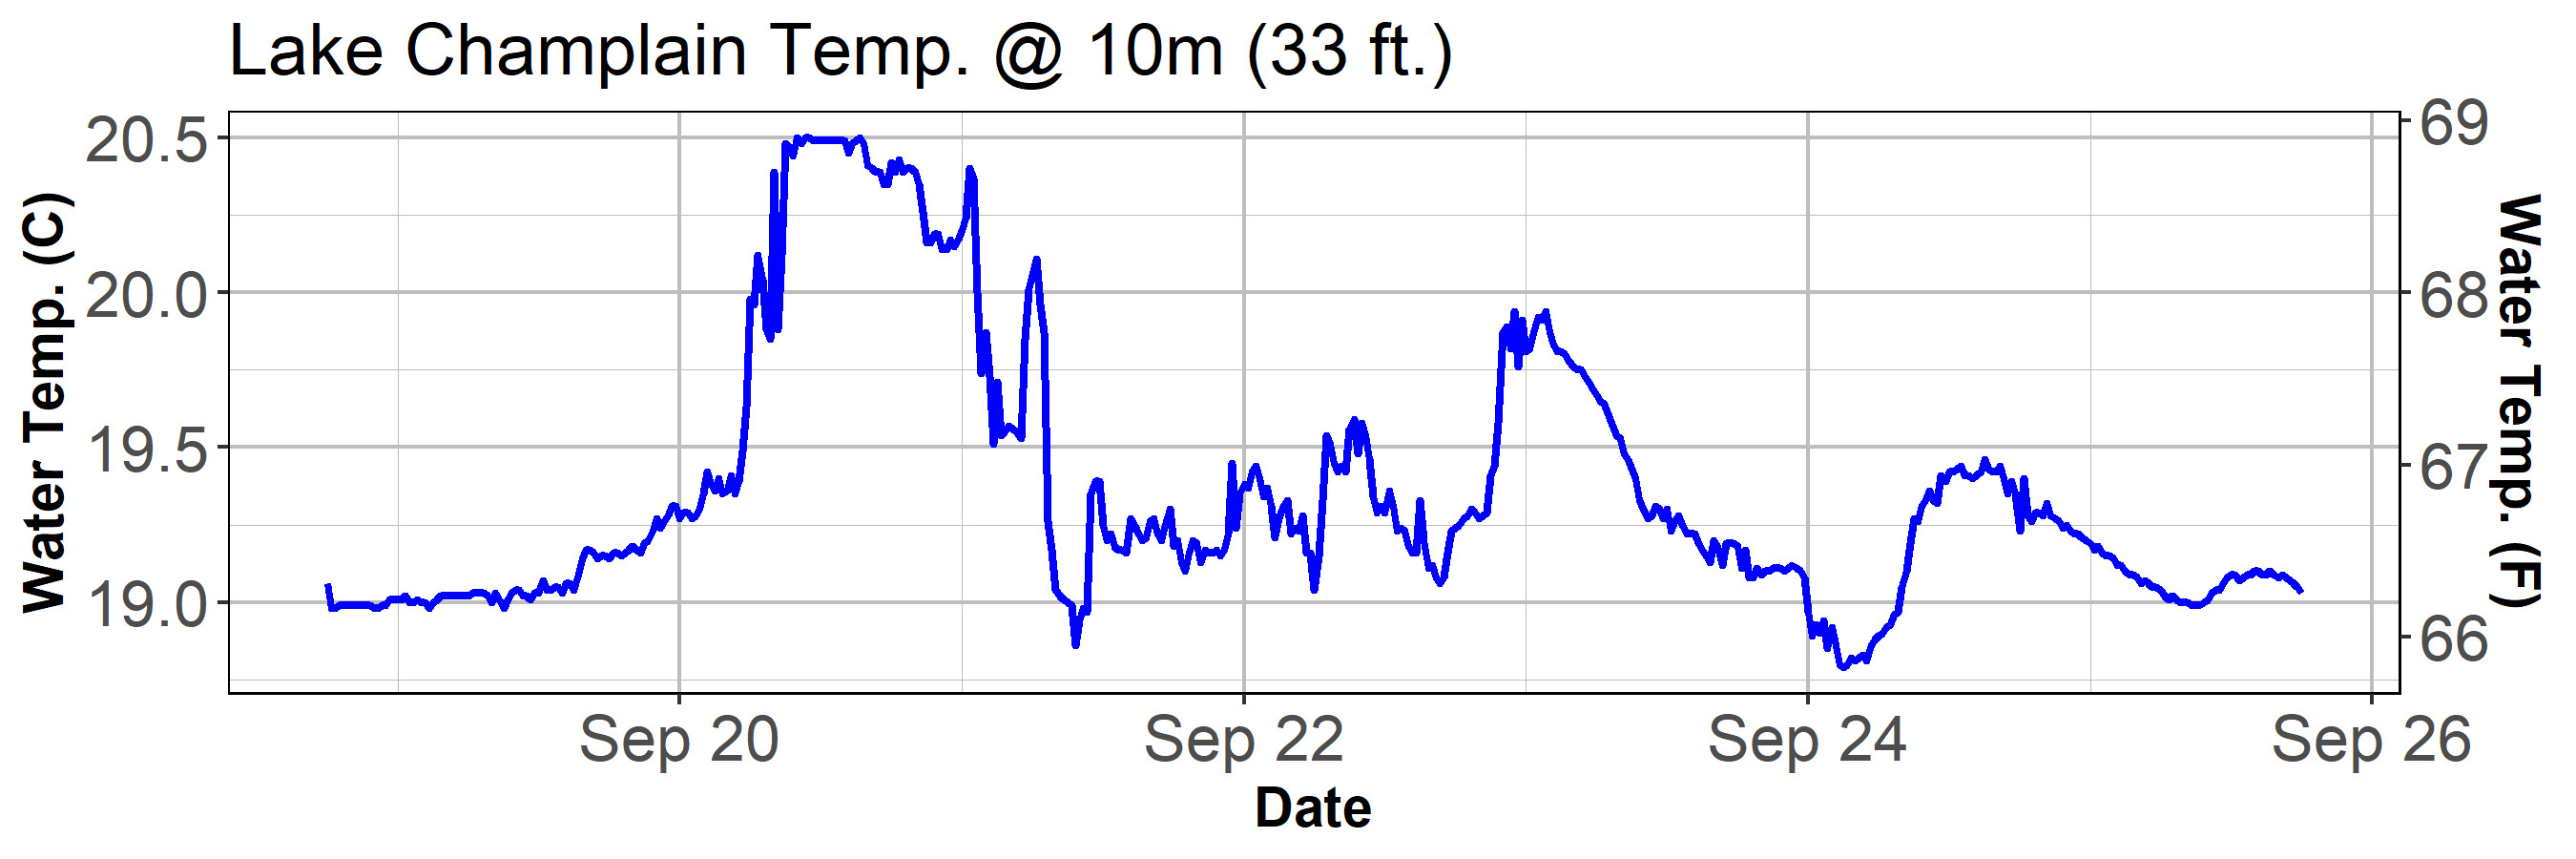 Lake Champlain Temp. @ 10m (33 ft.)
Water Temp. (C)
20.5
20.0
19.5
19.0
69
68
67
66
Water Temp. (F)
Sep 20 Sep 22 Sep 24 Sep 26
Date